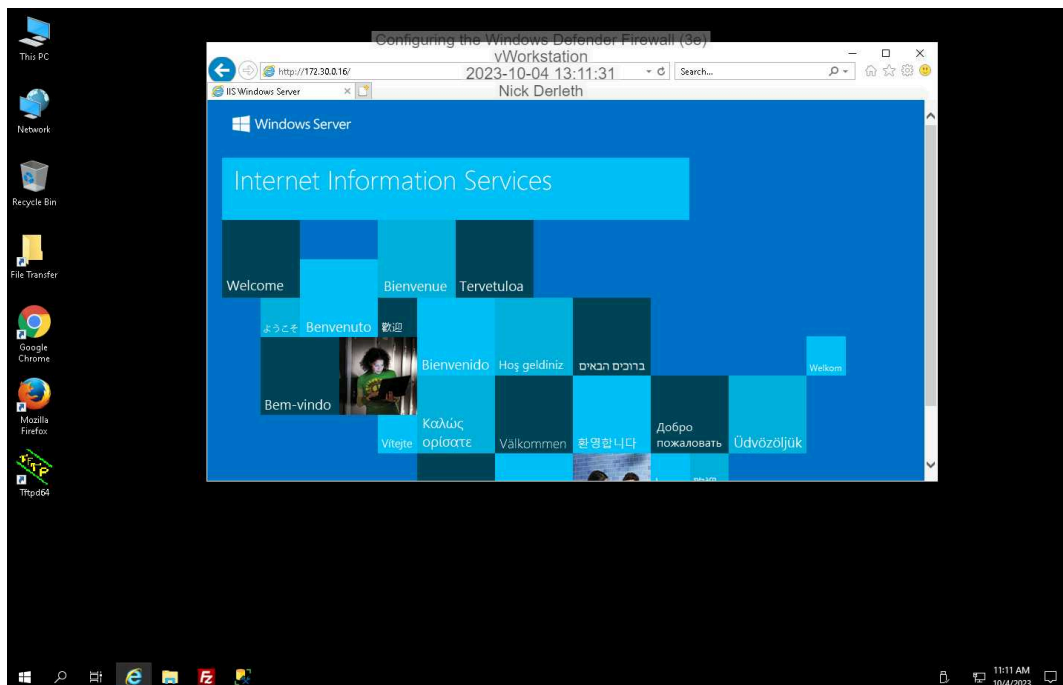 Configuring the Windows Defender Firewall (3e)
vWorkstation
2023-10-04 13:11:31
Nick Derleth
This PC
Network
Recycle Bin
File Transfer
Google
Chrome
Mozilla
Firefox
Tftpd64
http://172.30.0.16/
Search...
IIS Windows Server
Windows Server
Internet Information Services
Welcome
Bienvenue
Tervetuloa
ようこそ
Benvenuto
歡迎
Bienvenido
Hoş geldiniz
ברוכים הבאים
Welkom
Bem-vindo
Vítejte
Καλώς
ορίσατε
Välkommen
환영합니다
Добро
пожаловать
Üdvözöljük
11:11 AM
10/4/2023